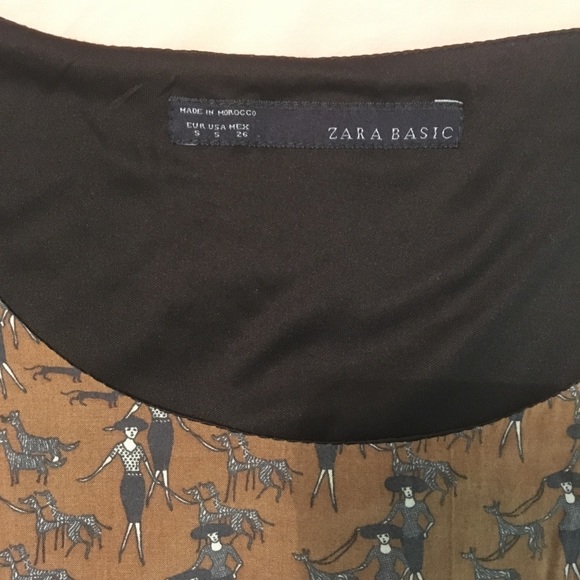 MADE IN MOROCCO
EUR USA MEX
S S 26
ZARA BASIC